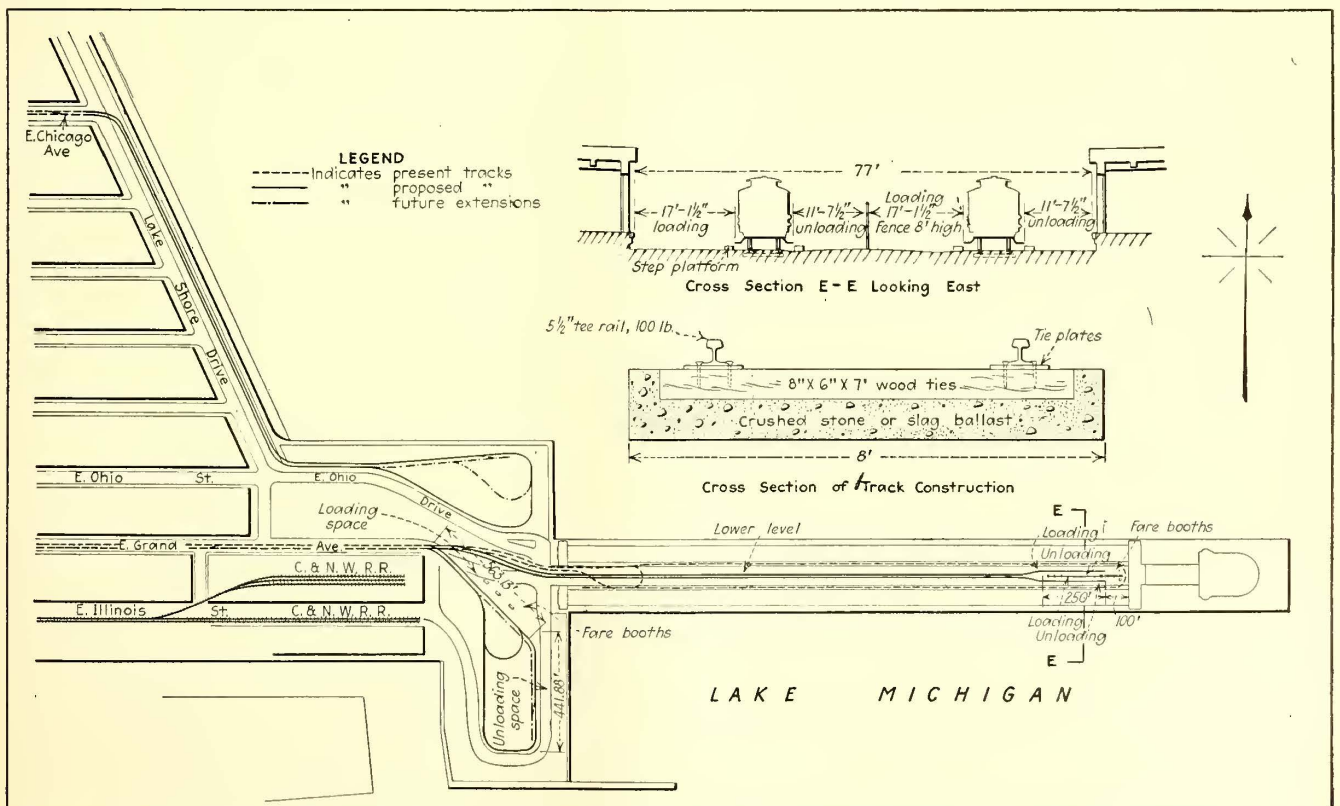 E. Chicago
Ave
LEGEND
Indicates present tracks
" proposed "
" future extensions
Lake
Shore
Drive
77'
17'-1½"
loading
11'-7½"
unloading
Loading
17'-1½"
Fence 8' high
11'-7½"
unloading
Step platform
Cross Section E-E Looking East
5½" tee rail, 100 lb.
Tie plates
8" X 6" X 7' wood ties
Crushed stone or slag ballast
8'
Cross Section of Track Construction
E. Ohio St.
E. Ohio
Drive
Loading
space
E. Grand Ave.
C. & N. W. R. R.
E. Illinois St.
C. & N. W. R. R.
Fare booths
Unloading
space
441.88'
Lower level
E
Loading
Unloading
Fare booths
250'
100'
Loading
Unloading
E
LAKE MICHIGAN